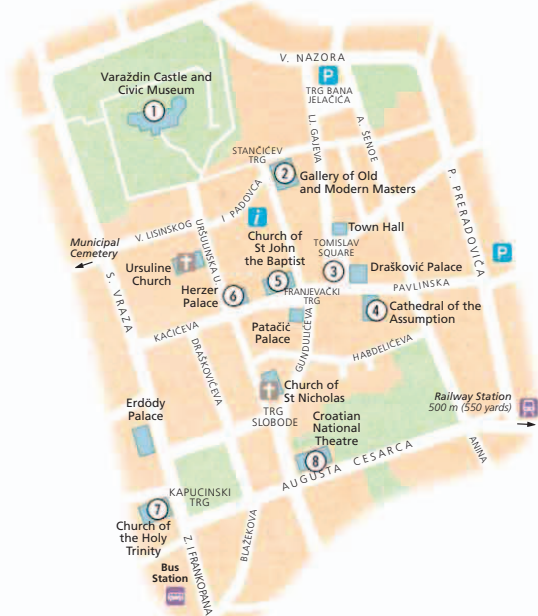 V. NAZORA
Varaždin Castle and
Civic Museum
1
P
TRG BANA
JELAČIĆA
LJ. GAJEVA
A. ŠENOE
P. PRERADOVIĆA
STANČIĆEV
TRG
2
Gallery of Old
and Modern Masters
I PADOVCA
V. LISINSKOG
URŠULINSKA U.
i
Town Hall
Municipal
Cemetery
Church of
St John
the Baptist
TOMISLAV
SQUARE
P
Ursuline
Church
3
Drašković Palace
S. VRAZA
5
Herzer
Palace
6
FRANJEVAČKI
TRG
PAVLINSKA
4
Cathedral of the
Assumption
KAČIĆEVA
Patačić
Palace
GUNDULIĆEVA
DRAŠKOVIĆEVA
HABDELIĆEVA
Church of
St Nicholas
Erdödy
Palace
TRG
SLOBODE
Croatian
National
Theatre
Railway Station
500 m (550 yards)
8
AUGUSTA CESARCA
ANINA
KAPUCINSKI
TRG
7
Church of
the Holy
Trinity
BLAŽEKOVA
Z. I FRANKOPANA
Bus
Station